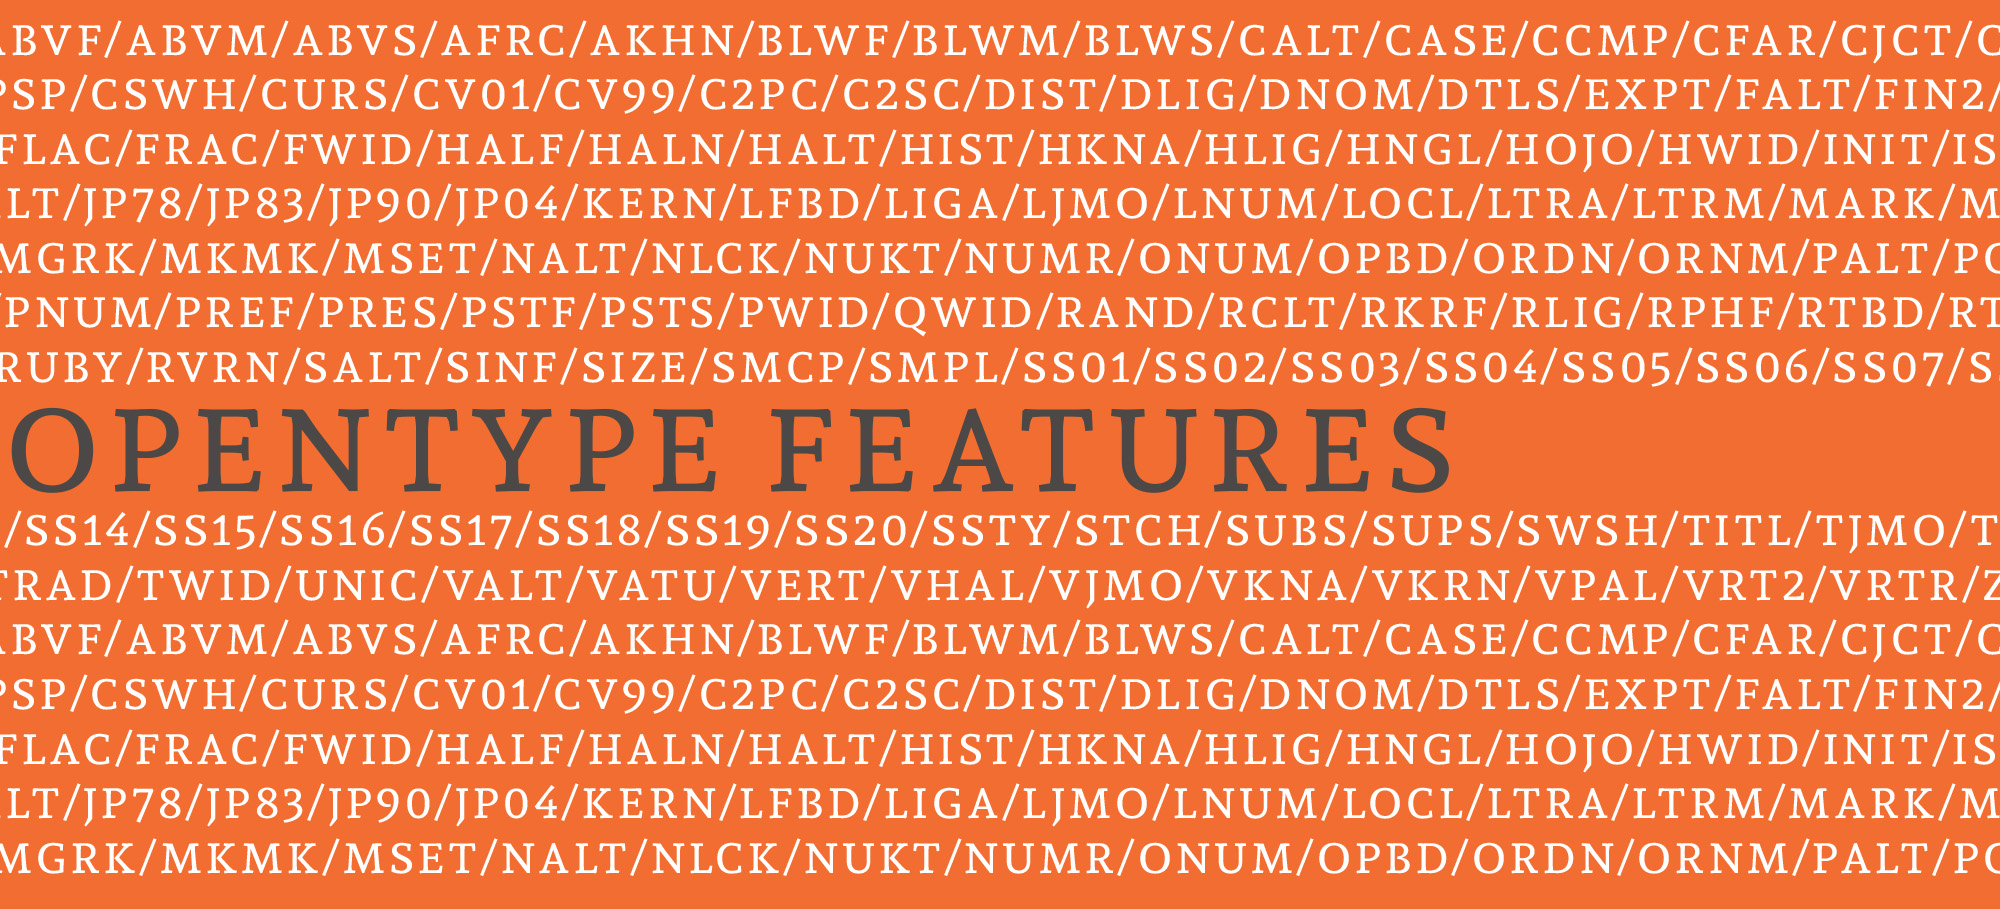 ABVF/ABVM/ABVS/AFRC/AKHN/BLWF/BLWM/BLWS/CALT/CASE/CCMP/CFAR/CJCT/C
PSP/CSWH/CURS/CV01/CV99/C2PC/C2SC/DIST/DLIG/DNOM/DTLS/EXPT/FALT/FIN2/
FLAC/FRAC/FWID/HALF/HALN/HALT/HIST/HKNA/HLIG/HNGL/HOJO/HWID/INIT/IS
LT/JP78/JP83/JP90/JP04/KERN/LFBD/LIGA/LJMO/LNUM/LOCL/LTRA/LTRM/MARK/M
MGRK/MKMK/MSET/NALT/NLCK/NUKT/NUMR/ONUM/OPBD/ORDN/ORNM/PALT/PC
/PNUM/PREF/PRES/PSTF/PSTS/PWID/QWID/RAND/RCLT/RKRF/RLIG/RPHF/RTBD/RT
RUBY/RVRN/SALT/SINF/SIZE/SMCP/SMPL/SS01/SS02/SS03/SS04/SS05/SS06/SS07/S
OPENTYPE FEATURES
/SS14/SS15/SS16/SS17/SS18/SS19/SS20/SSTY/STCH/SUBS/SUPS/SWSH/TITL/TJMO/T
TRAD/TWID/UNIC/VALT/VATU/VERT/VHAL/VJMO/VKNA/VKRN/VPAL/VRT2/VRTR/Z
ABVF/ABVM/ABVS/AFRC/AKHN/BLWF/BLWM/BLWS/CALT/CASE/CCMP/CFAR/CJCT/C
PSP/CSWH/CURS/CV01/CV99/C2PC/C2SC/DIST/DLIG/DNOM/DTLS/EXPT/FALT/FIN2/
FLAC/FRAC/FWID/HALF/HALN/HALT/HIST/HKNA/HLIG/HNGL/HOJO/HWID/INIT/IS
LT/JP78/JP83/JP90/JP04/KERN/LFBD/LIGA/LJMO/LNUM/LOCL/LTRA/LTRM/MARK/M
MGRK/MKMK/MSET/NALT/NLCK/NUKT/NUMR/ONUM/OPBD/ORDN/ORNM/PALT/PC